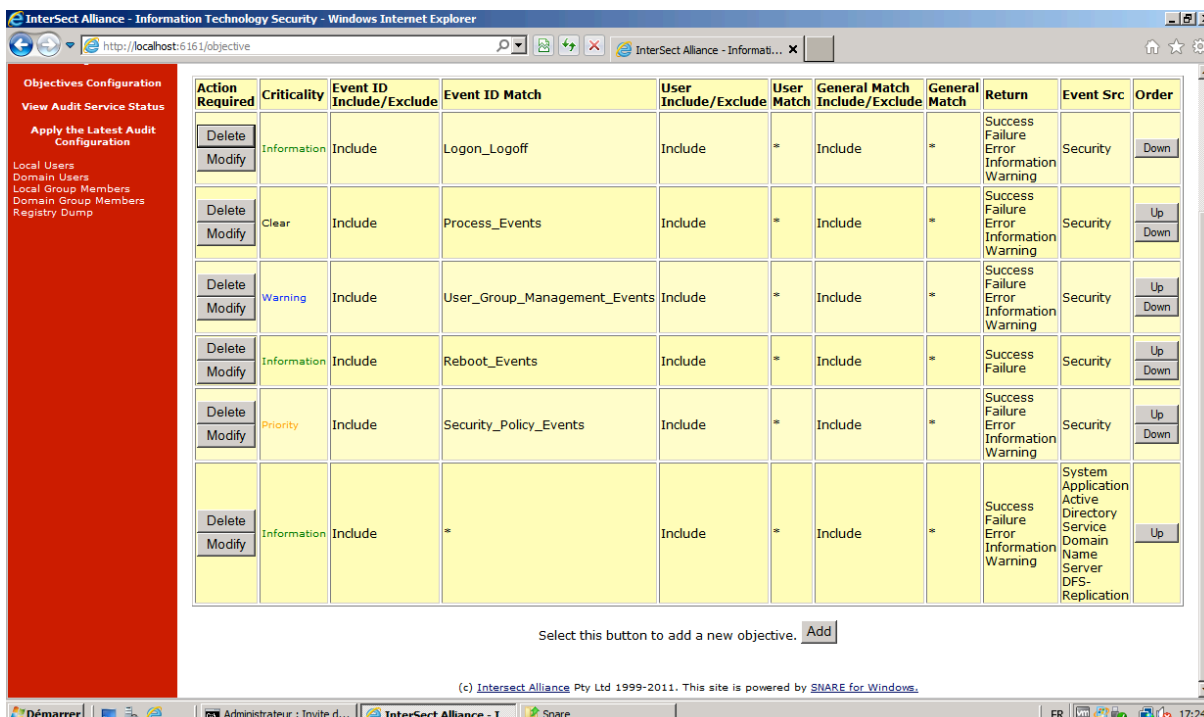 InterSect Alliance - Information Technology Security - Windows Internet Explorer
http://localhost:6161/objective
InterSect Alliance - Informati...
Objectives Configuration
View Audit Service Status
Apply the Latest Audit
Configuration
Local Users
Domain Users
Local Group Members
Domain Group Members
Registry Dump
Action Required Criticality Event ID Include/Exclude Event ID Match User Include/Exclude User Match General Match Include/Exclude General Match Return Event Src Order
Delete
Modify
Information Include Logon_Logoff Include * Include *
Success
Failure
Error
Information
Warning
Security
Down
Delete
Modify
Clear Include Process_Events Include * Include *
Success
Failure
Error
Information
Warning
Security
Up
Down
Delete
Modify
Warning Include User_Group_Management_Events Include * Include *
Success
Failure
Error
Information
Warning
Security
Up
Down
Delete
Modify
Information Include Reboot_Events Include * Include *
Success
Failure
Security
Up
Down
Delete
Modify
Priority Include Security_Policy_Events Include * Include *
Success
Failure
Error
Information
Warning
Security
Up
Down
Delete
Modify
Information Include * Include * Include *
Success
Failure
Error
Information
Warning
System
Application
Active
Directory
Service
Domain
Name
Server
DFS-
Replication
Up
Select this button to add a new objective. Add
(c) Intersect Alliance Pty Ltd 1999-2011. This site is powered by SNARE for Windows.
Démarrer
Administrateur : Invite d...
InterSect Alliance - I...
Snare
FR
17:24